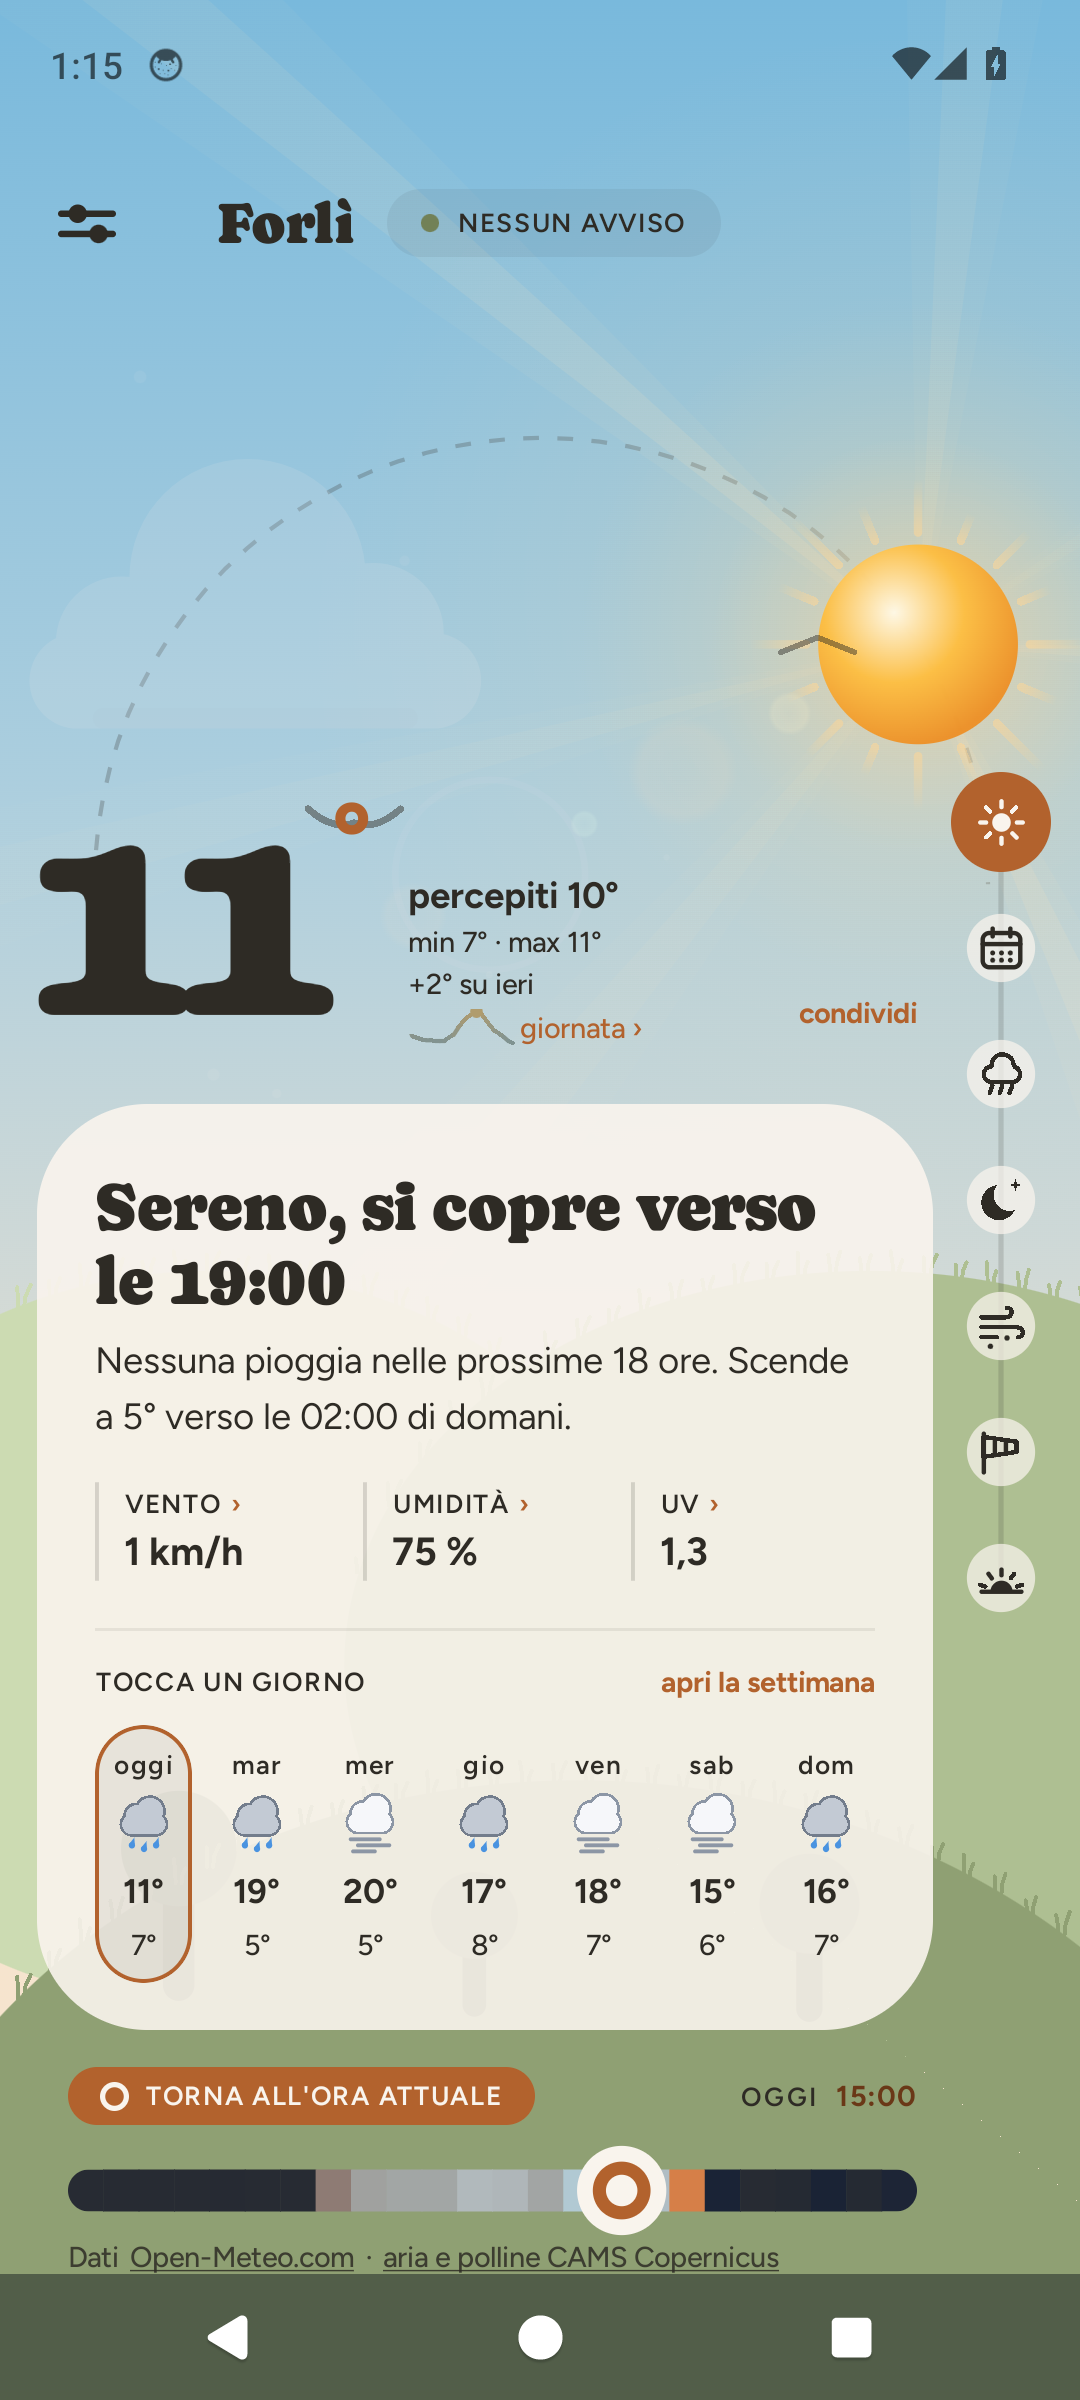 1:15
Forlì
NESSUN AVVISO
11
percepiti 10°
min 7° · max 11°
+2° su ieri
giornata ›
condividi
Sereno, si copre verso
le 19:00
Nessuna pioggia nelle prossime 18 ore. Scende
a 5° verso le 02:00 di domani.
VENTO › UMIDITÀ › UV ›
1 km/h 75 % 1,3
TOCCA UN GIORNO apri la settimana
oggi mar mer gio ven sab dom
11° 19° 20° 17° 18° 15° 16°
7° 5° 5° 8° 7° 6° 7°
TORNA ALL'ORA ATTUALE OGGI 15:00
Dati Open-Meteo.com · aria e polline CAMS Copernicus